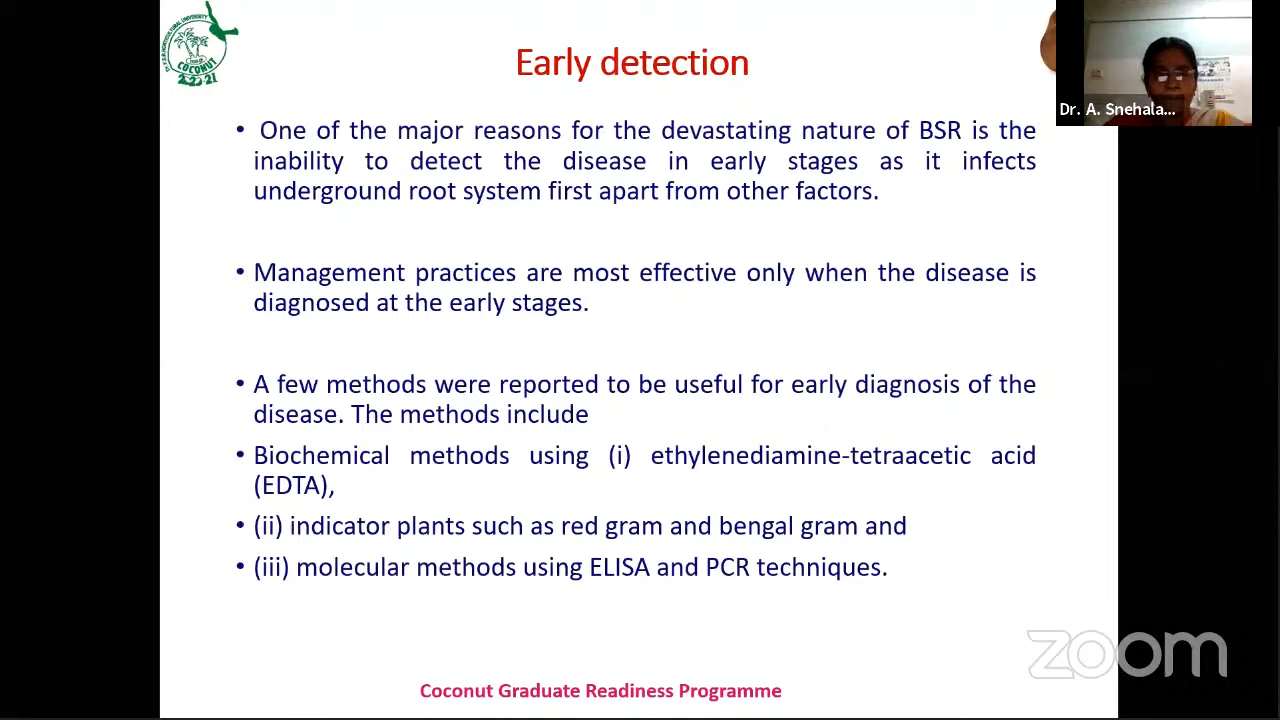 Early detection
• One of the major reasons for the devastating nature of BSR is the
inability to detect the disease in early stages as it infects
underground root system first apart from other factors.
• Management practices are most effective only when the disease is
diagnosed at the early stages.
• A few methods were reported to be useful for early diagnosis of the
disease. The methods include
• Biochemical methods using (i) ethylenediamine-tetraacetic acid
(EDTA),
• (ii) indicator plants such as red gram and bengal gram and
• (iii) molecular methods using ELISA and PCR techniques.
Coconut Graduate Readiness Programme
COCONUT
Dr. A. Snehala...
zoom